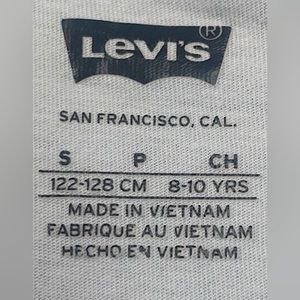 LEVI'S®
SAN FRANCISCO, CAL.
S P CH
122-128 CM 8-10 YRS
MADE IN VIETNAM
FABRIQUE AU VIETNAM
HECHO EN VIETNAM